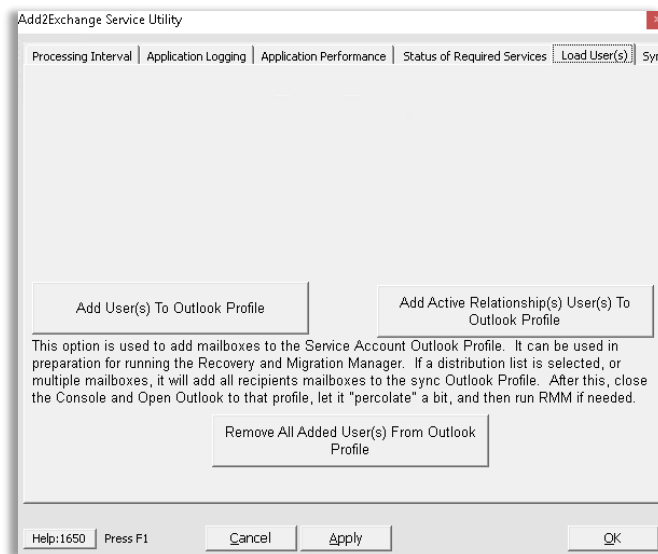 Add2Exchange Service Utility
Processing Interval Application Logging Application Performance Status of Required Services Load User(s) Syn
Add User(s) To Outlook Profile
Add Active Relationship(s) User(s) To
Outlook Profile
This option is used to add mailboxes to the Service Account Outlook Profile. It can be used in
preparation for running the Recovery and Migration Manager. If a distribution list is selected, or
multiple mailboxes, it will add all recipients mailboxes to the sync Outlook Profile. After this, close
the Console and Open Outlook to that profile, let it "percolate" a bit, and then run RMM if needed.
Remove All Added User(s) From Outlook
Profile
Help:1650 Press F1 Cancel Apply OK